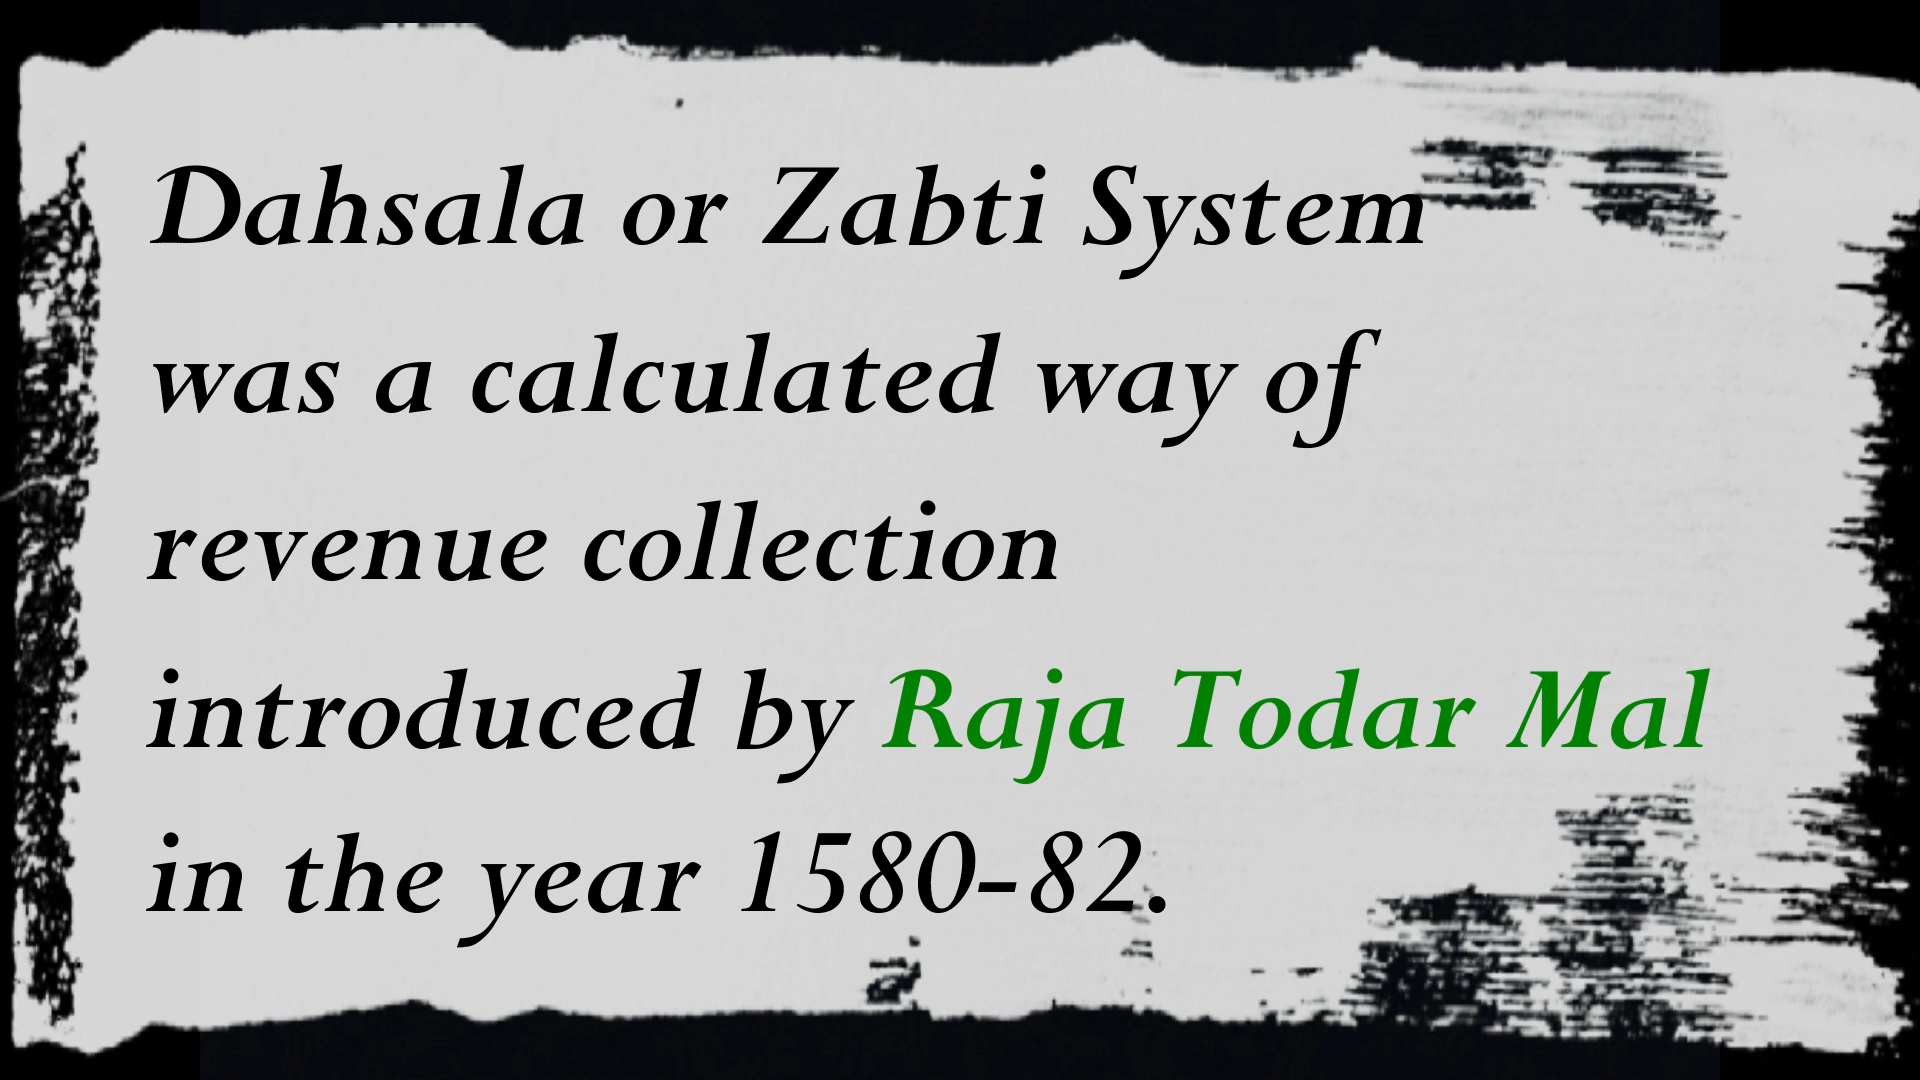 Dahsala or Zabti System
was a calculated way of
revenue collection
introduced by Raja Todar Mal
in the year 1580-82.